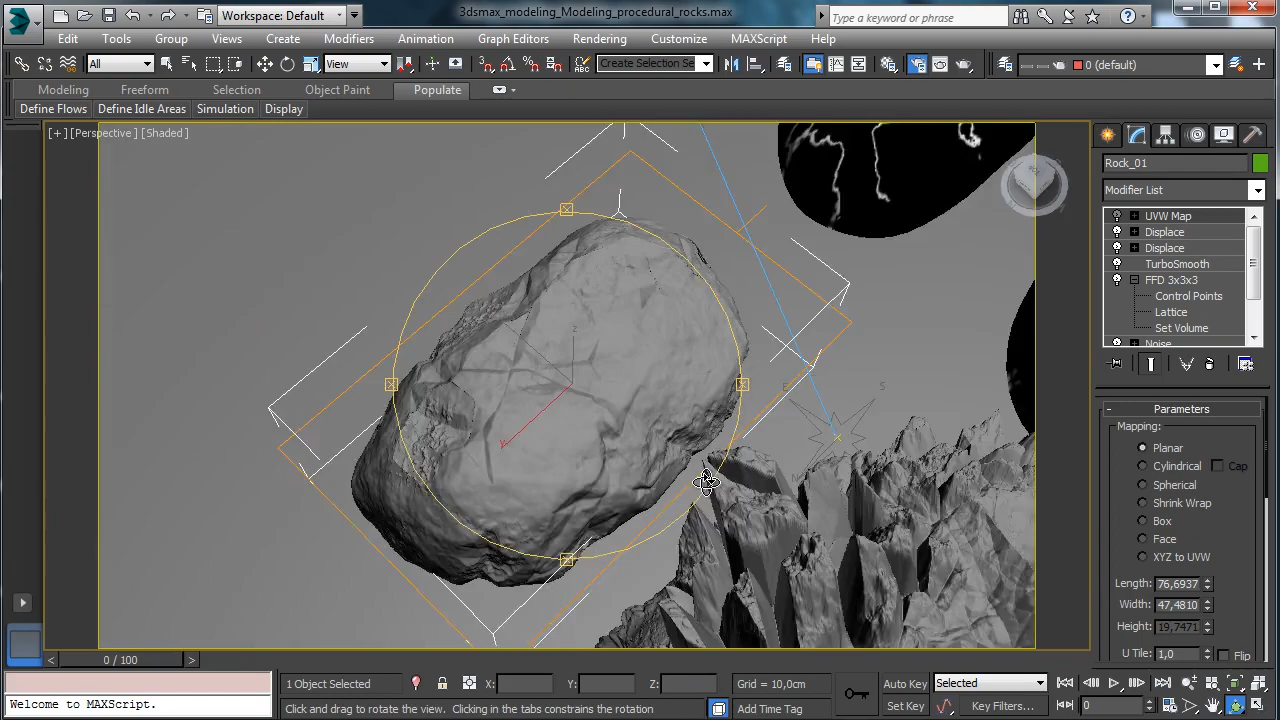 Workspace: Default
3dsmax_modeling_Modeling_procedural_rocks.max
Type a keyword or phrase
Edit Tools Group Views Create Modifiers Animation Graph Editors Rendering Customize MAXScript Help
All
View
Create Selection Se
0 (default)
Modeling Freeform Selection Object Paint Populate
Define Flows Define Idle Areas Simulation Display
[+][Perspective][Shaded]
Rock_01
Modifier List
UVW Map
Displace
Displace
TurboSmooth
FFD 3x3x3
Control Points
Lattice
Set Volume
Noise
Parameters
Mapping:
Planar
Cylindrical Cap
Spherical
Shrink Wrap
Box
Face
XYZ to UVW
Length: 76,6937
Width: 47,4810
Height: 19,7471
U Tile: 1,0 Flip
z
y
S
0 / 100
1 Object Selected X: Y: Z: Grid = 10,0cm Auto Key Selected
Welcome to MAXScript. Click and drag to rotate the view. Clicking in the tabs constrains the rotation Add Time Tag Set Key Key Filters... 0